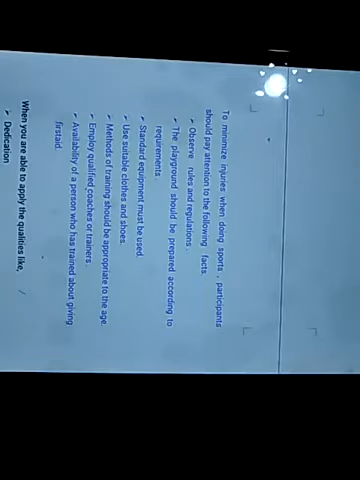 To minimize injuries when doing sports , participants
should pay attention to the following facts.
➢ Observe rules and regulations .
➢ The playground should be prepared according to
requirements .
➢ Standard equipment must be used.
➢ Use suitable clothes and shoes.
➢ Methods of training should be appropriate to the age.
➢ Employ qualified coaches or trainers .
➢ Availability of a person who has trained about giving
firstaid.
When you are able to apply the qualities like,
➢ Dedication